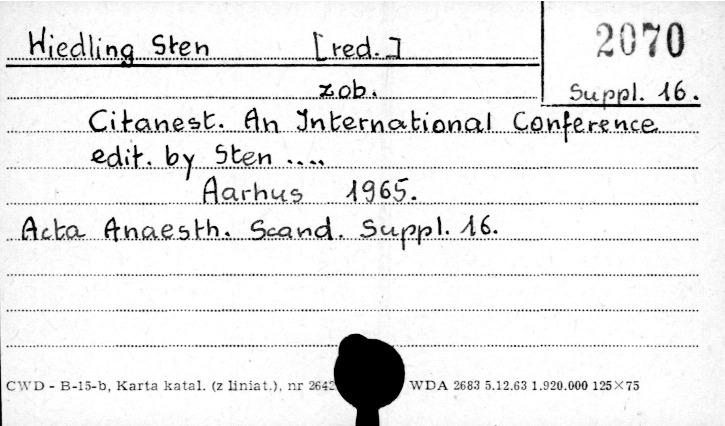 Wiedling Sten [red.] 2070
zob. Suppl. 16.
Citanest. An International Conference
edit. by Sten ....
Aarhus 1965.
Acta Anaesth. Scand. Suppl. 16.
CWD - B-15-b, Karta katal. (z liniat.), nr 2642 WDA 2683 5.12.63 1.920.000 125×75